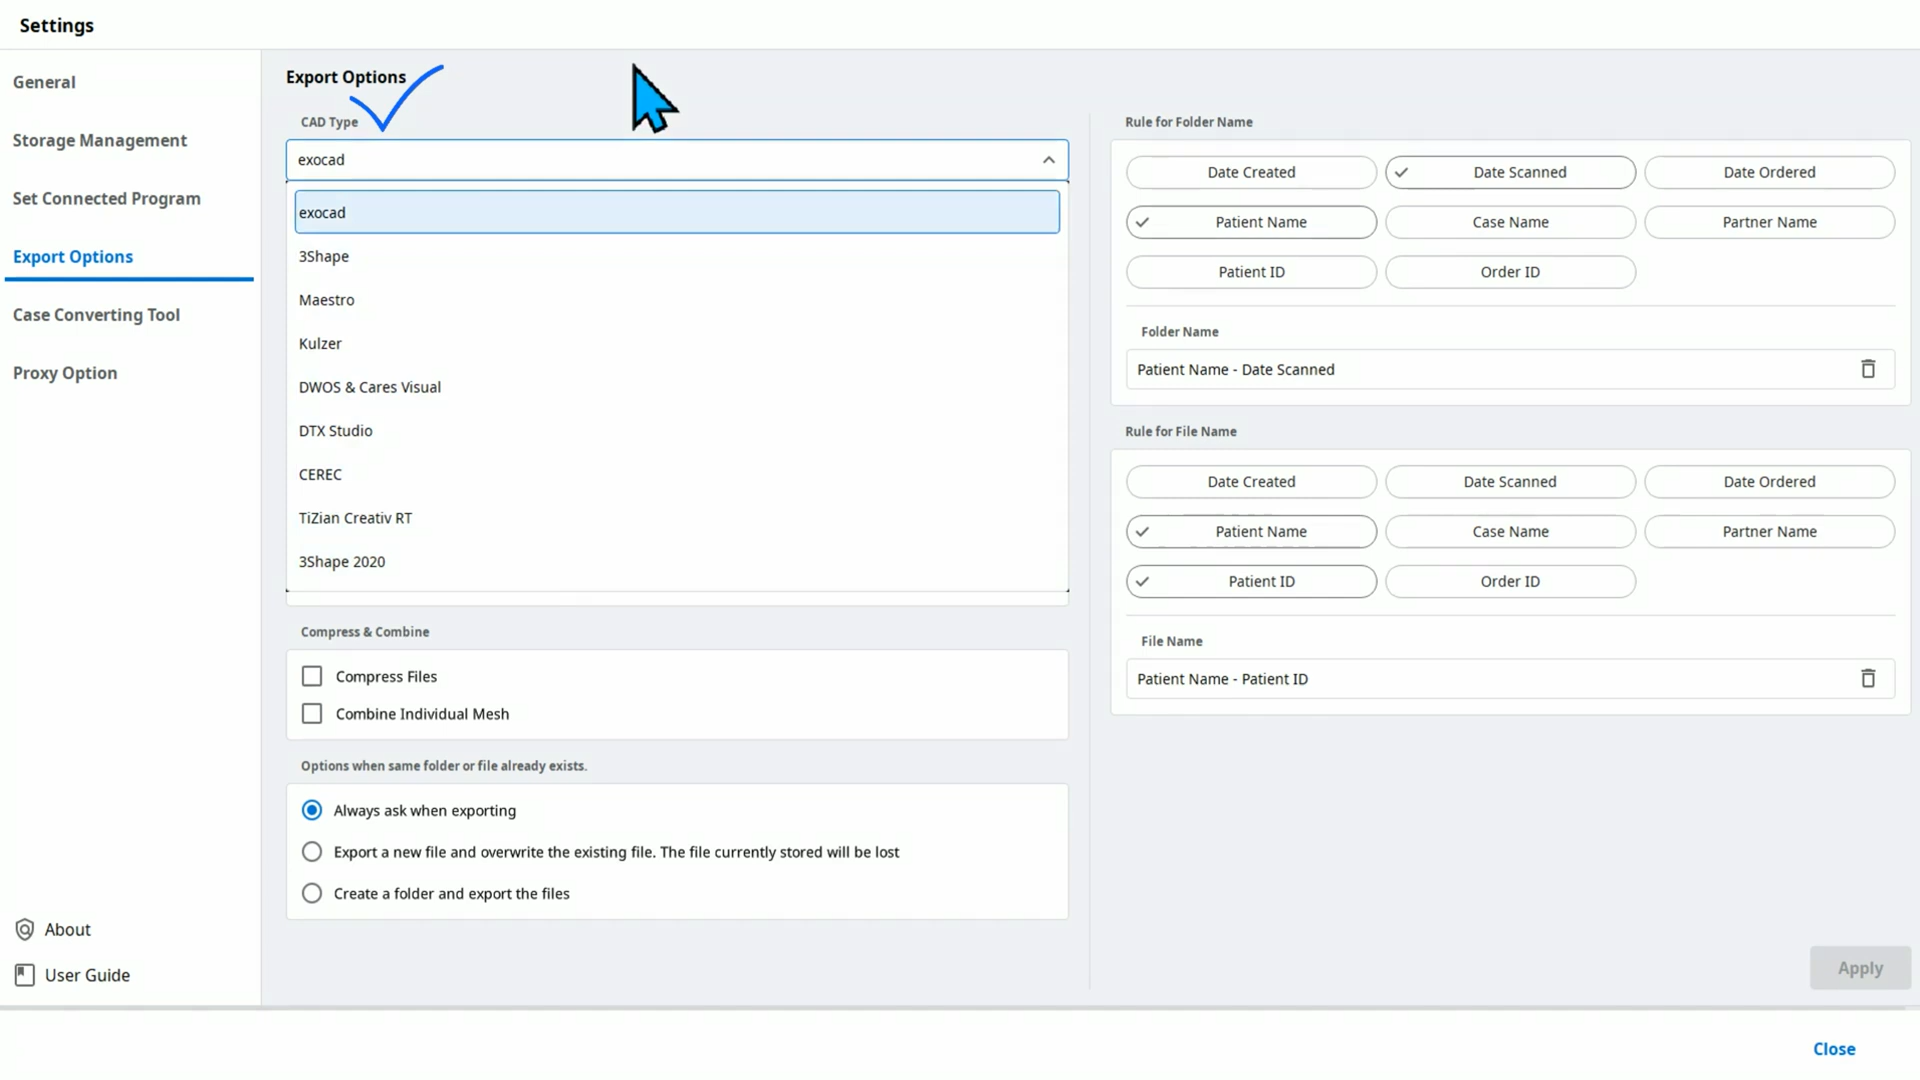 Settings
General
Storage Management
Set Connected Program
Export Options
Case Converting Tool
Proxy Option
About
User Guide
Export Options
CAD Type
exocad
exocad
3Shape
Maestro
Kulzer
DWOS & Cares Visual
DTX Studio
CEREC
TiZian Creativ RT
3Shape 2020
Compress & Combine
Compress Files
Combine Individual Mesh
Options when same folder or file already exists.
Always ask when exporting
Export a new file and overwrite the existing file. The file currently stored will be lost
Create a folder and export the files
Rule for Folder Name
Date Created Date Scanned Date Ordered
Patient Name Case Name Partner Name
Patient ID Order ID
Folder Name
Patient Name - Date Scanned
Rule for File Name
Date Created Date Scanned Date Ordered
Patient Name Case Name Partner Name
Patient ID Order ID
File Name
Patient Name - Patient ID
Apply
Close